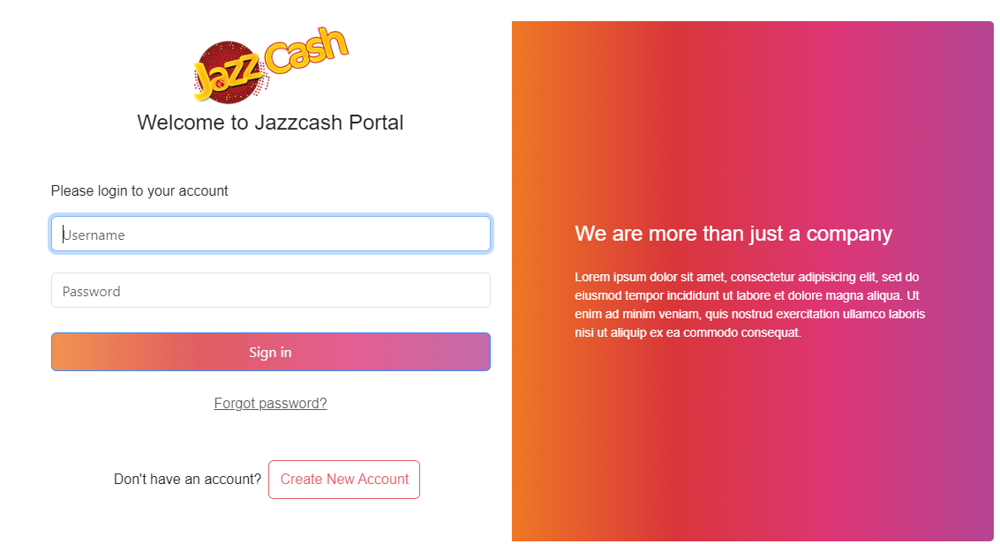 Jazz Cash
Welcome to Jazzcash Portal
Please login to your account
Username
Password
Sign in
Forgot password?
Don't have an account? Create New Account
We are more than just a company
Lorem ipsum dolor sit amet, consectetur adipisicing elit, sed do
eiusmod tempor incididunt ut labore et dolore magna aliqua. Ut
enim ad minim veniam, quis nostrud exercitation ullamco laboris
nisi ut aliquip ex ea commodo consequat.